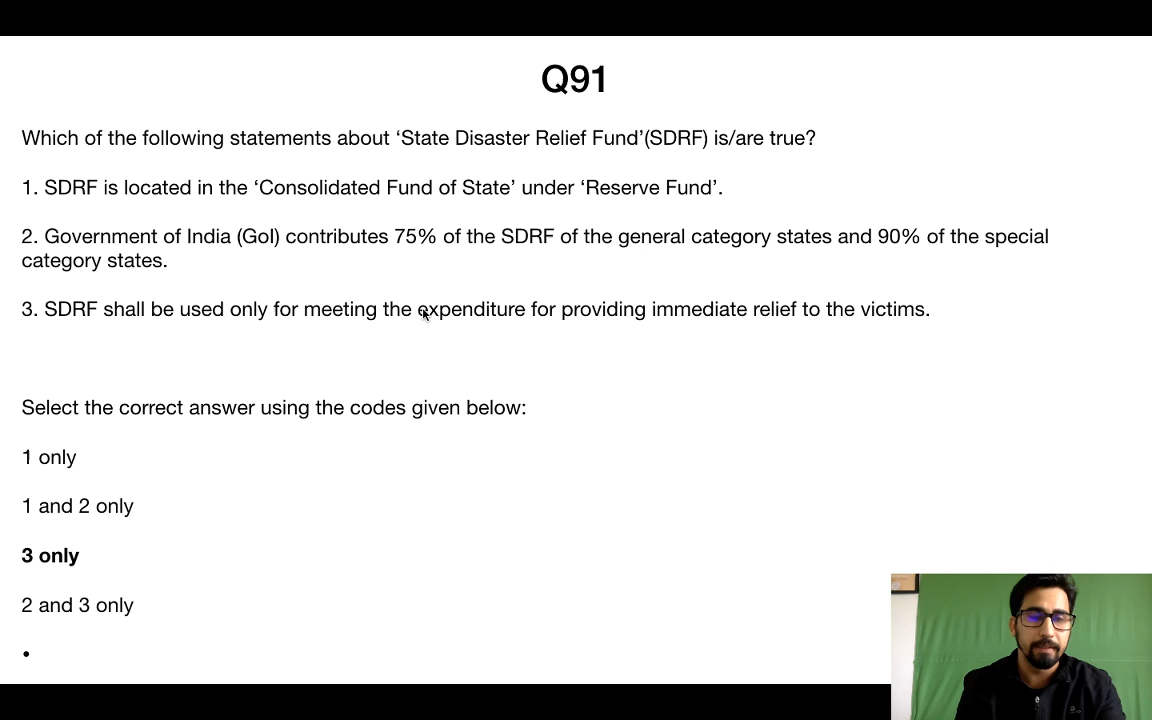 Q91
Which of the following statements about ‘State Disaster Relief Fund’(SDRF) is/are true?
1. SDRF is located in the ‘Consolidated Fund of State’ under ‘Reserve Fund’.
2. Government of India (GoI) contributes 75% of the SDRF of the general category states and 90% of the special
category states.
3. SDRF shall be used only for meeting the expenditure for providing immediate relief to the victims.
Select the correct answer using the codes given below:
1 only
1 and 2 only
3 only
2 and 3 only
•